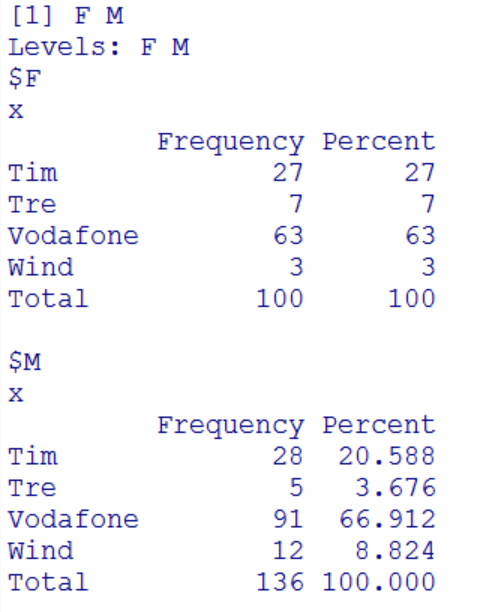 [1] F M
Levels: F M
$F
x
Frequency Percent
Tim 27 27
Tre 7 7
Vodafone 63 63
Wind 3 3
Total 100 100
$M
x
Frequency Percent
Tim 28 20.588
Tre 5 3.676
Vodafone 91 66.912
Wind 12 8.824
Total 136 100.000